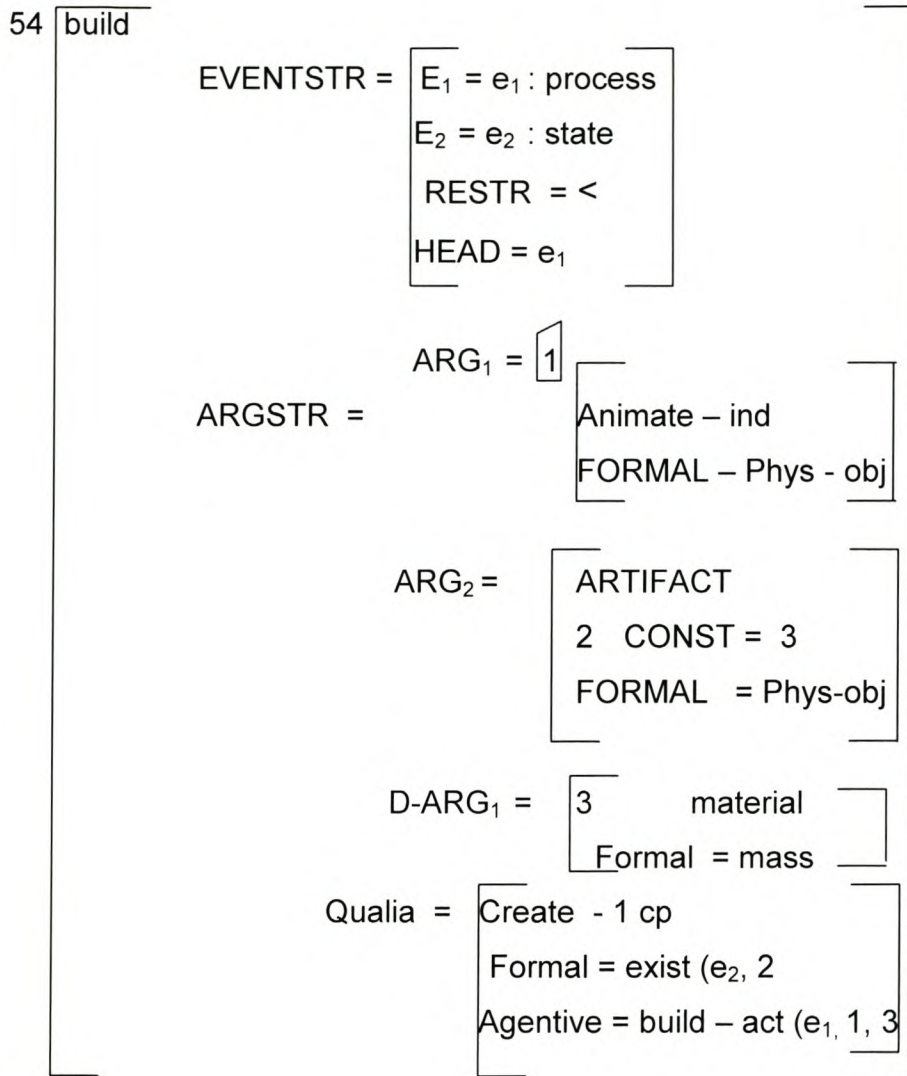 54 build
EVENTSTR = E₁ = e₁ : process
E₂ = e₂ : state
RESTR = <
HEAD = e₁
ARG₁ = 1
ARGSTR =
Animate – ind
FORMAL – Phys - obj
ARG₂ = ARTIFACT
2 CONST = 3
FORMAL = Phys-obj
D-ARG₁ = 3 material
Formal = mass
Qualia = Create - 1 cp
Formal = exist (e₂, 2
Agentive = build – act (e₁, 1, 3